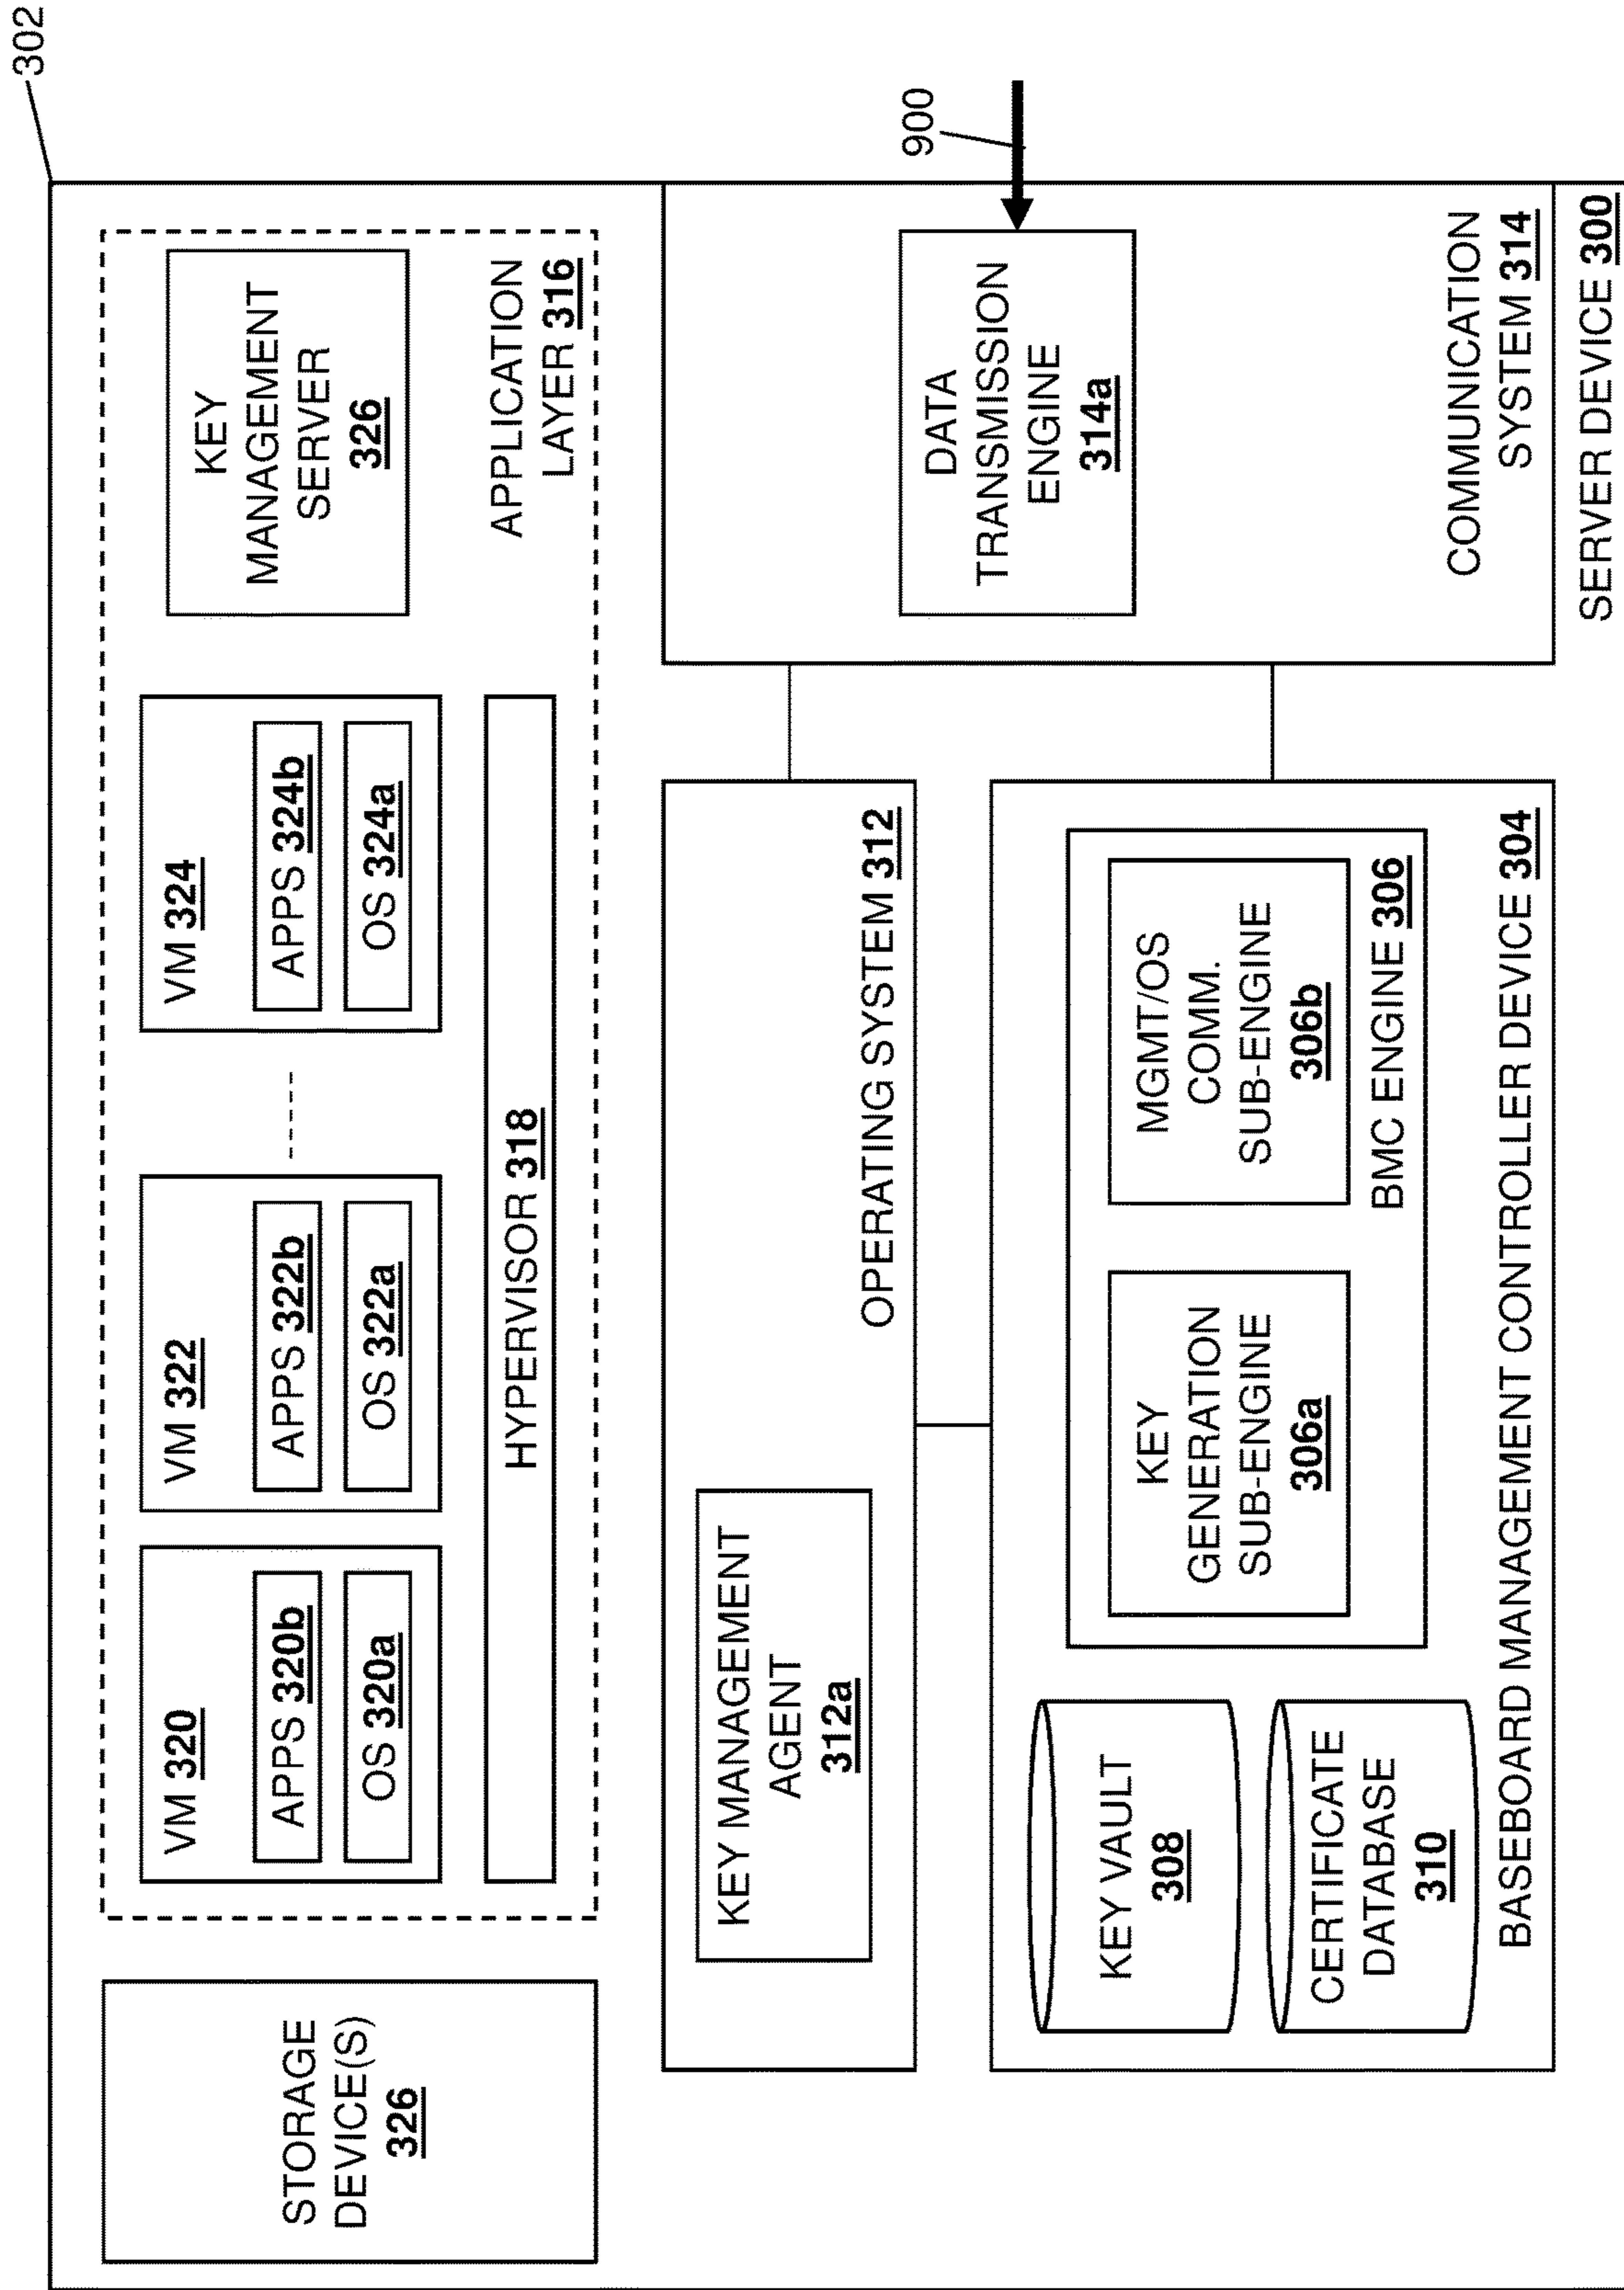 302
STORAGE
DEVICE(S)
326
VM 320
APPS 320b
OS 320a
VM 322
APPS 322b
OS 322a
VM 324
APPS 324b
OS 324a
HYPERVISOR 318
KEY
MANAGEMENT
SERVER
326
APPLICATION
LAYER 316
KEY MANAGEMENT
AGENT
312a
OPERATING SYSTEM 312
KEY VAULT
308
CERTIFICATE
DATABASE
310
KEY
GENERATION
SUB-ENGINE
306a
MGMT/OS
COMM.
SUB-ENGINE
306b
BMC ENGINE 306
BASEBOARD MANAGEMENT CONTROLLER DEVICE 304
900
DATA
TRANSMISSION
ENGINE
314a
COMMUNICATION
SYSTEM 314
SERVER DEVICE 300